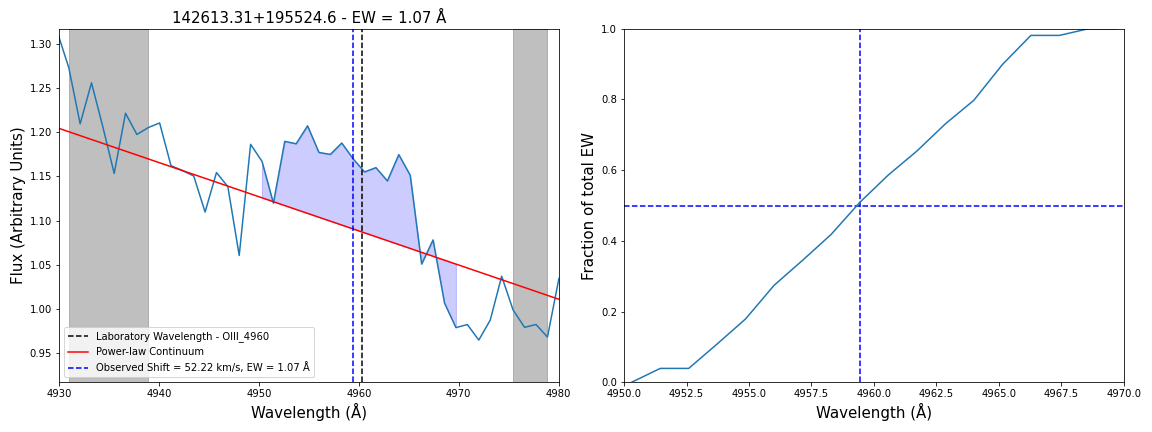 142613.31+195524.6 - EW = 1.07 Å
Flux (Arbitrary Units)
1.30
1.25
1.20
1.15
1.10
1.05
1.00
0.95
Laboratory Wavelength - OIII_4960
Power-law Continuum
Observed Shift = 52.22 km/s, EW = 1.07 Å
4930 4940 4950 4960 4970 4980
Wavelength (Å)
Fraction of total EW
1.0
0.8
0.6
0.4
0.2
0.0
4950.0 4952.5 4955.0 4957.5 4960.0 4962.5 4965.0 4967.5 4970.0
Wavelength (Å)